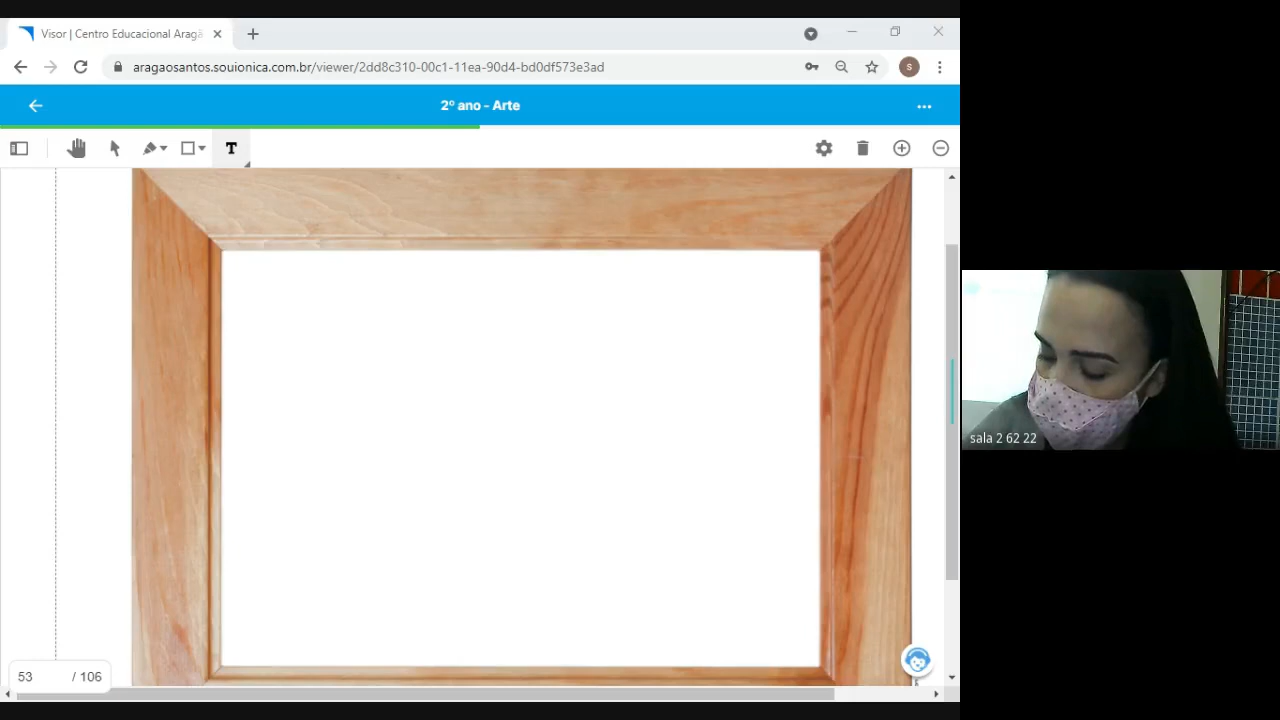 Visor | Centro Educacional Aragã
aragaosantos.souionica.com.br/viewer/2dd8c310-00c1-11ea-90d4-bd0df573e3ad
s
2º ano - Arte
T
53 / 106
sala 2 62 22